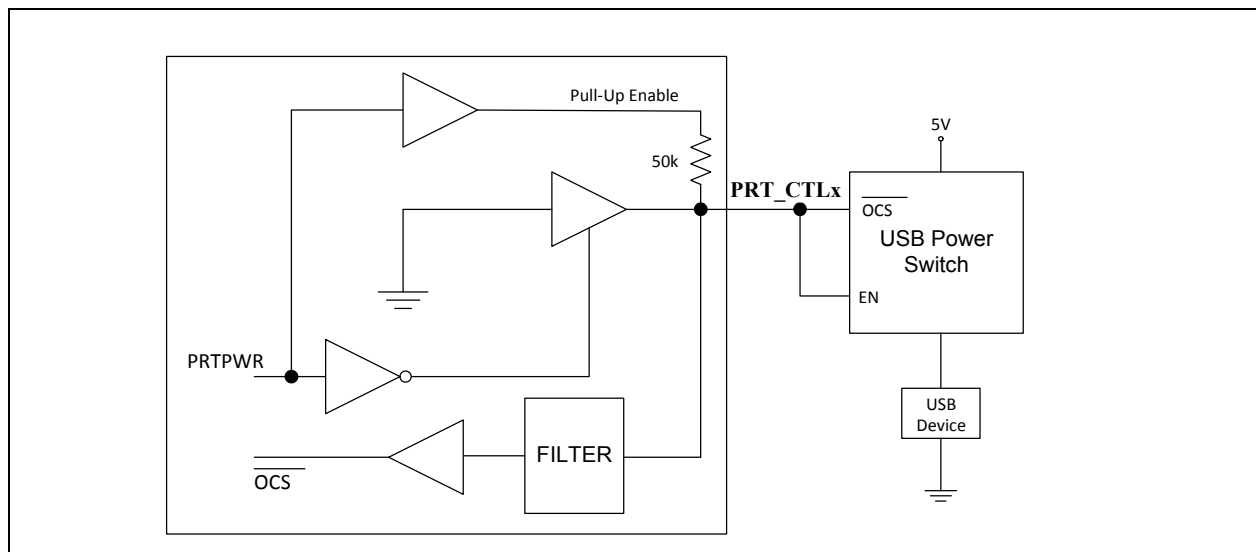 Pull-Up Enable
50k
PRT_CTLx
5V
OCS
USB Power
Switch
EN
PRTPWR
FILTER
OCS
USB
Device